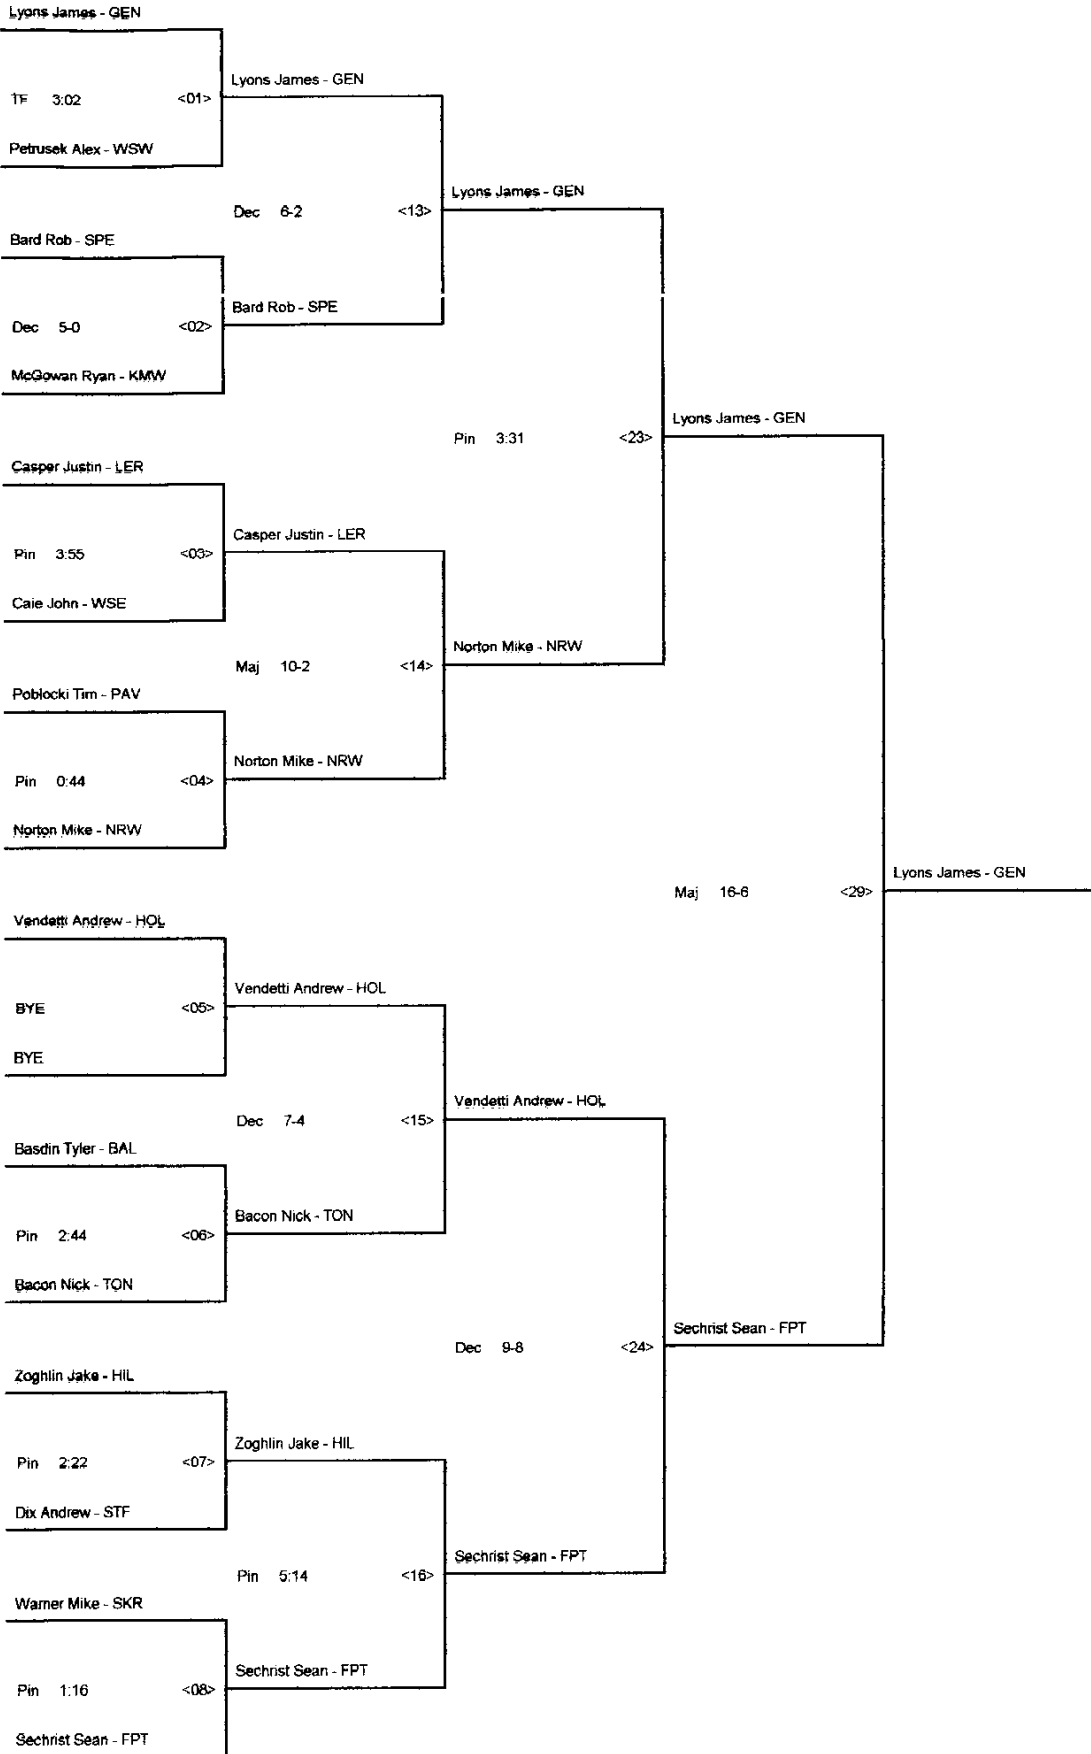 Lyons James - GEN
Lyons James - GEN
TF 3:02 <01>
Petrusek Alex - WSW
Lyons James - GEN
Dec 6-2 <13>
Bard Rob - SPE
Bard Rob - SPE
Dec 5-0 <02>
McGowan Ryan - KMW
Lyons James - GEN
Pin 3:31 <23>
Casper Justin - LER
Casper Justin - LER
Pin 3:55 <03>
Caie John - WSE
Norton Mike - NRW
Maj 10-2 <14>
Poblocki Tim - PAV
Norton Mike - NRW
Pin 0:44 <04>
Norton Mike - NRW
Lyons James - GEN
Maj 16-6 <29>
Vendetti Andrew - HOL
Vendetti Andrew - HOL
BYE <05>
BYE
Vendetti Andrew - HOL
Dec 7-4 <15>
Basdin Tyler - BAL
Bacon Nick - TON
Pin 2:44 <06>
Bacon Nick - TON
Sechrist Sean - FPT
Dec 9-8 <24>
Zoghlin Jake - HIL
Zoghlin Jake - HIL
Pin 2:22 <07>
Dix Andrew - STF
Sechrist Sean - FPT
Pin 5:14 <16>
Warner Mike - SKR
Sechrist Sean - FPT
Pin 1:16 <08>
Sechrist Sean - FPT